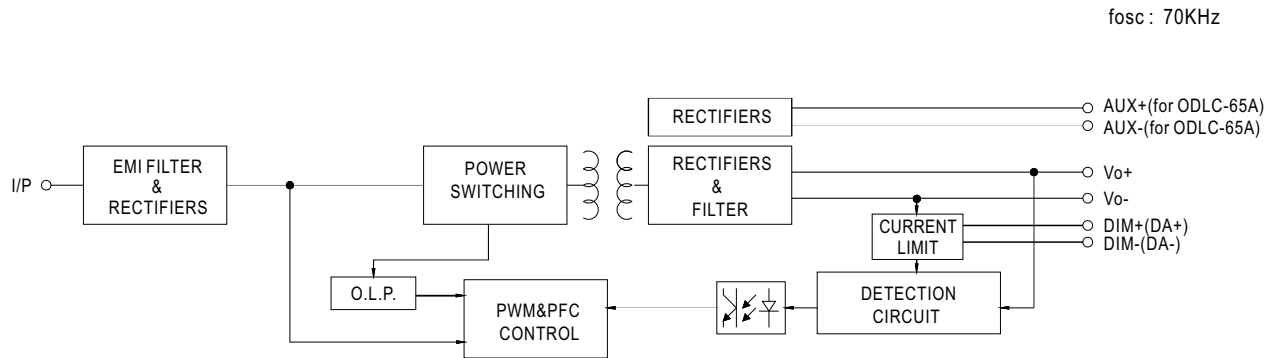 fosc : 70KHz
RECTIFIERS
AUX+(for ODLC-65A)
AUX-(for ODLC-65A)
I/P
EMI FILTER
&
RECTIFIERS
POWER
SWITCHING
RECTIFIERS
&
FILTER
Vo+
Vo-
CURRENT
LIMIT
DIM+(DA+)
DIM-(DA-)
O.L.P.
PWM&PFC
CONTROL
DETECTION
CIRCUIT